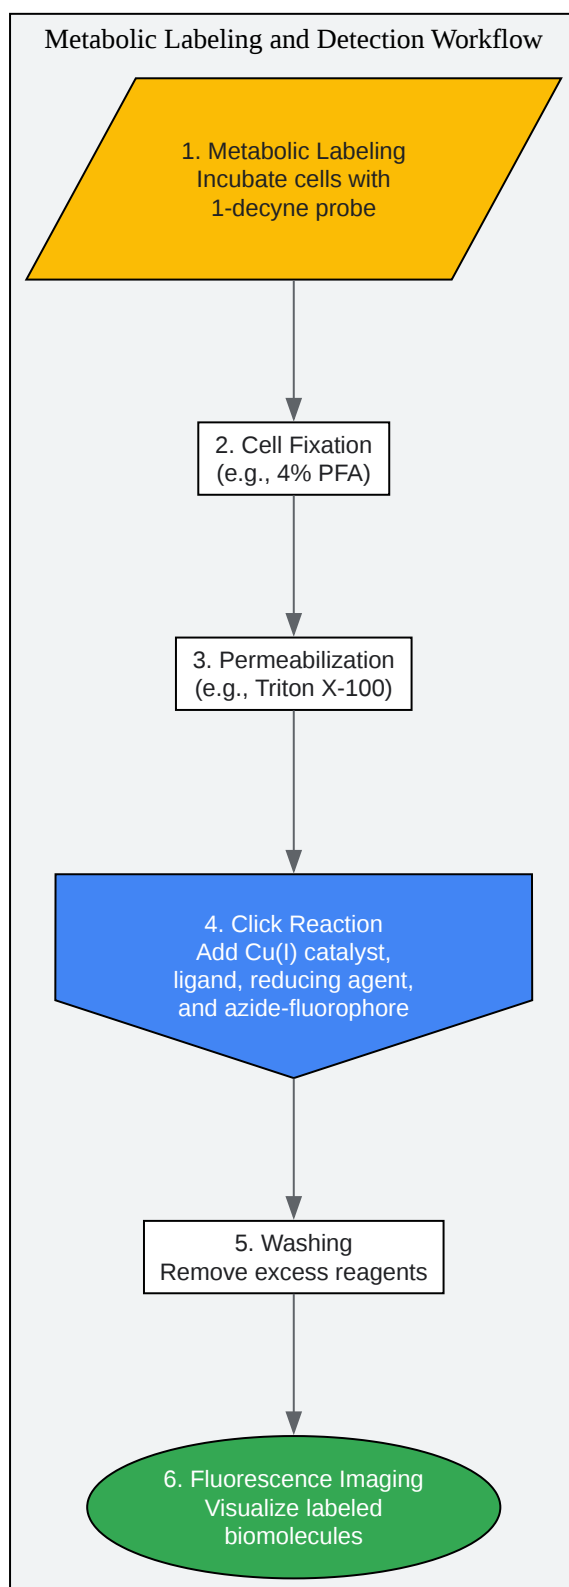 Metabolic Labeling and Detection Workflow
1. Metabolic Labeling
Incubate cells with
1-decyne probe
2. Cell Fixation
(e.g., 4% PFA)
3. Permeabilization
(e.g., Triton X-100)
4. Click Reaction
Add Cu(I) catalyst,
ligand, reducing agent,
and azide-fluorophore
5. Washing
Remove excess reagents
6. Fluorescence Imaging
Visualize labeled
biomolecules